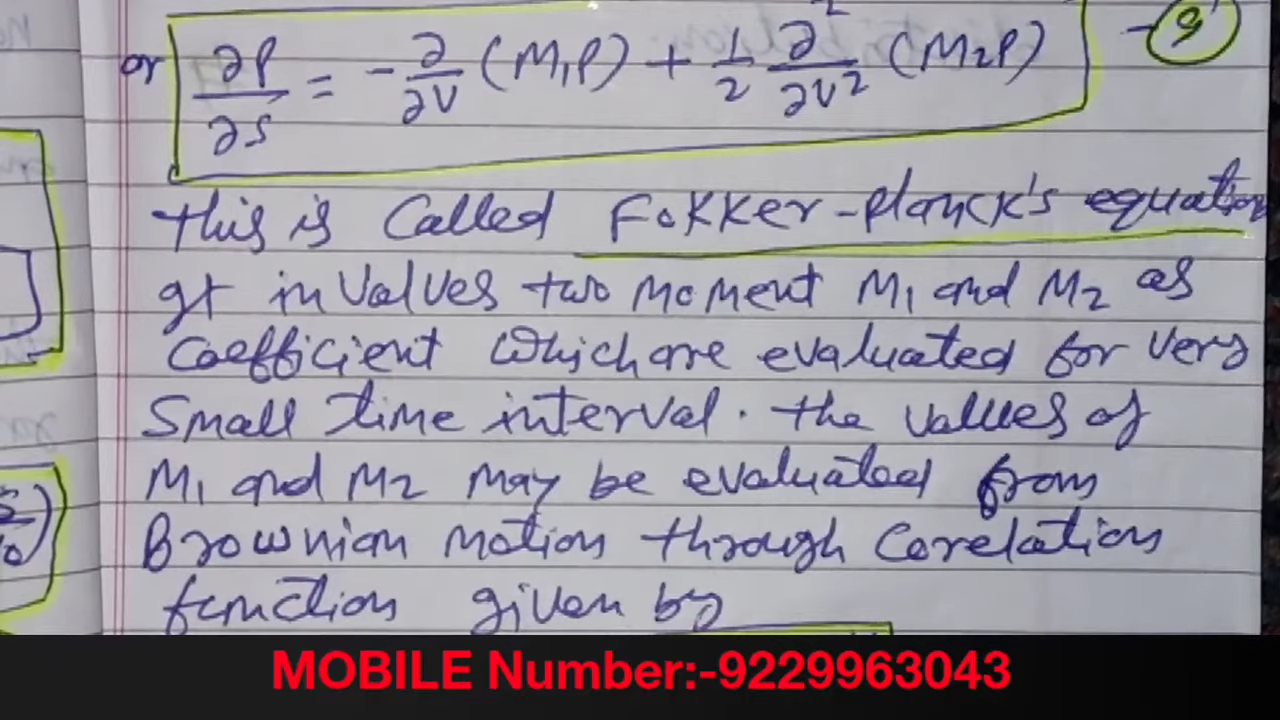 or ∂P/∂s = -∂/∂v (M₁P) + 1/2 ∂²/∂v² (M₂P) - 9
this is Called Fokker-Planck's equation
It involves two moment M₁ and M₂ as
Coefficient which are evaluated for very
Small time interval. the values of
M₁ and M₂ may be evaluated from
Brownion motion through Corelation
function given by
MOBILE Number:-9229963043